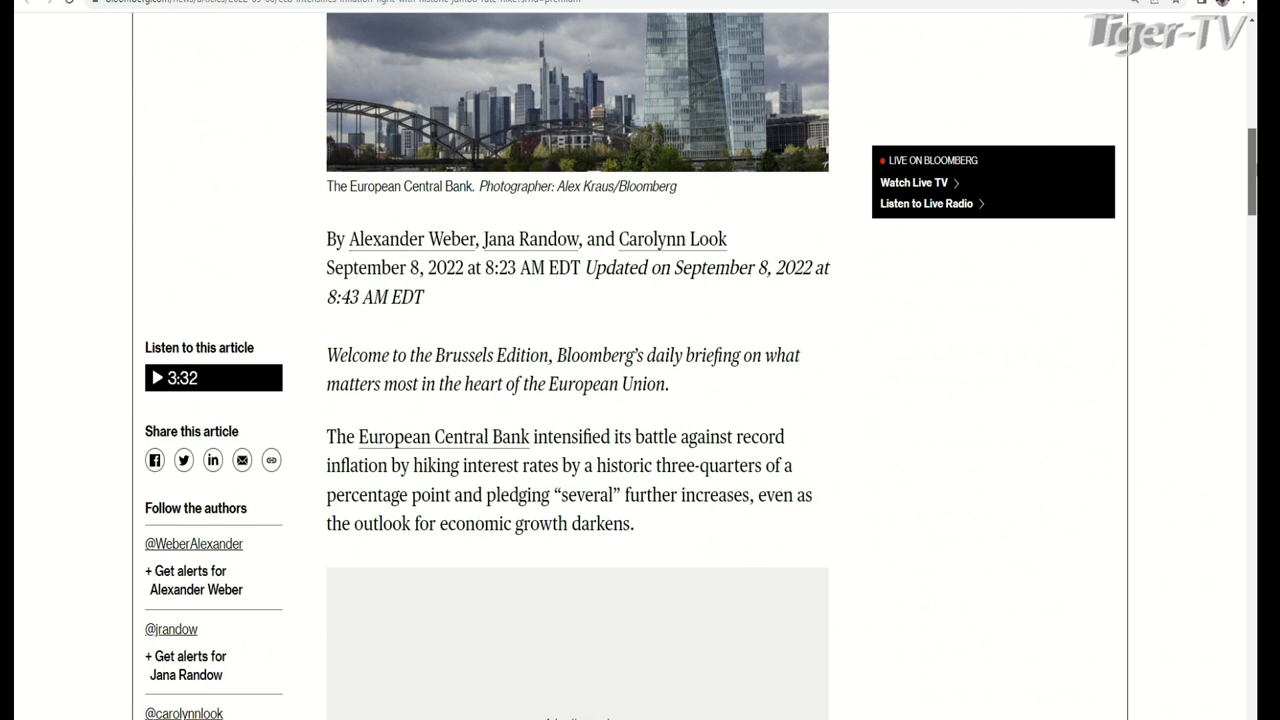 Tiger-TV
The European Central Bank. Photographer: Alex Kraus/Bloomberg
LIVE ON BLOOMBERG
Watch Live TV
Listen to Live Radio
By Alexander Weber, Jana Randow, and Carolynn Look
September 8, 2022 at 8:23 AM EDT Updated on September 8, 2022 at
8:43 AM EDT
Listen to this article
3:32
Share this article
Follow the authors
@WeberAlexander
+ Get alerts for
Alexander Weber
@jrandow
+ Get alerts for
Jana Randow
@carolynnlook
Welcome to the Brussels Edition, Bloomberg’s daily briefing on what
matters most in the heart of the European Union.
The European Central Bank intensified its battle against record
inflation by hiking interest rates by a historic three-quarters of a
percentage point and pledging “several” further increases, even as
the outlook for economic growth darkens.